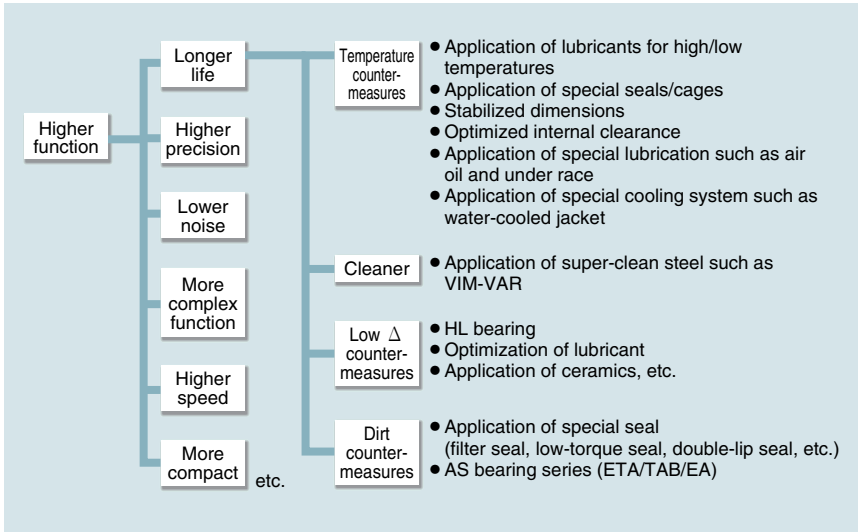 Higher
function
Longer
life
Higher
precision
Lower
noise
More
complex
function
Higher
speed
More
compact
etc.
Temperature
counter-
measures
● Application of lubricants for high/low
temperatures
● Application of special seals/cages
● Stabilized dimensions
● Optimized internal clearance
● Application of special lubrication such as air
oil and under race
● Application of special cooling system such as
water-cooled jacket
Cleaner
● Application of super-clean steel such as
VIM-VAR
Low Δ
counter-
measures
● HL bearing
● Optimization of lubricant
● Application of ceramics, etc.
Dirt
counter-
measures
● Application of special seal
(filter seal, low-torque seal, double-lip seal, etc.)
● AS bearing series (ETA/TAB/EA)